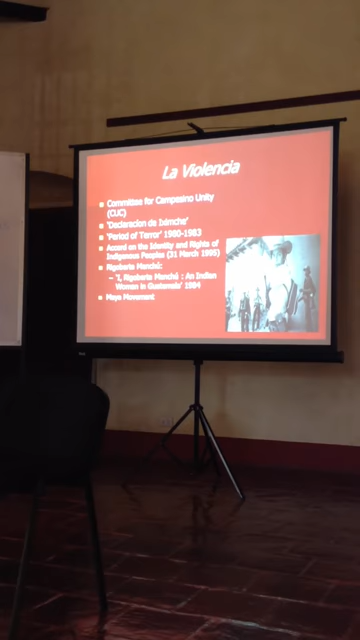 La Violencia
Committee for Campesino Unity
(CUC)
'Declaracion de Iximche'
'Period of Terror' 1980-1983
Accord on the Identity and Rights of
Indigenous Peoples (31 March 1995)
Rigoberta Menchú:
– 'I, Rigoberta Menchú : An Indian
Woman in Guatemala' 1984
Maya Movement